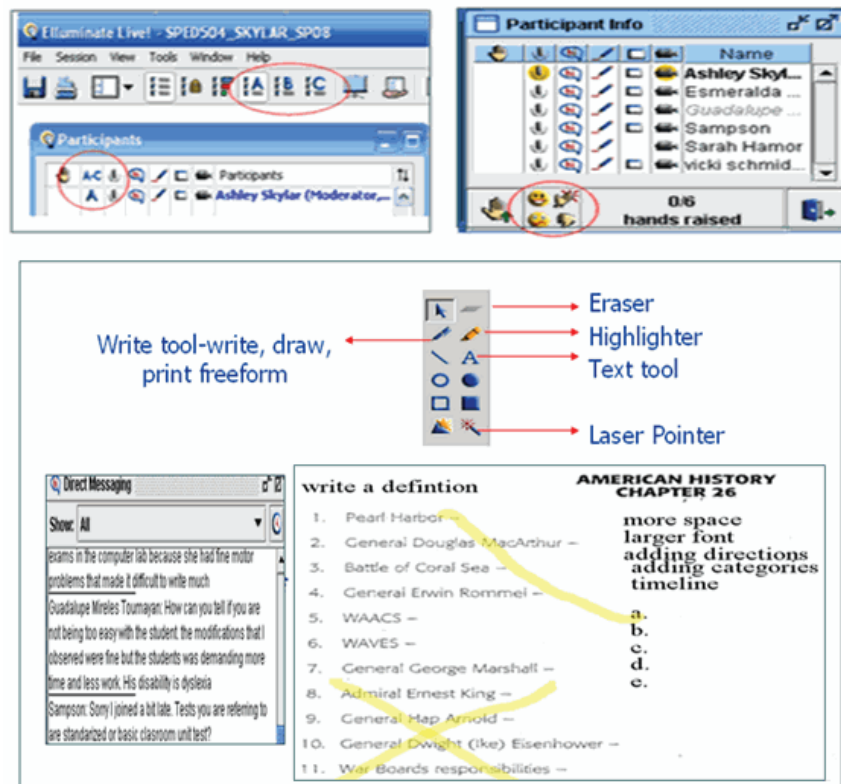 Elluminate Live! - SPED504_SKYLAR_SP08
File Session View Tools Window Help
A B C
Participants
A-C Participants
A Ashley Skylar (Moderator,...
Participant Info
Name
Ashley Skyl...
Esmeralda ...
Guadalupe ...
Sampson
Sarah Hamor
vicki schmid...
0/6
hands raised
Write tool-write, draw,
print freeform
A
Eraser
Highlighter
Text tool
Laser Pointer
Direct Messaging
Show: All
exams in the computer lab because she had fine motor
problems that made it difficult to write much
Guadalupe Mireles Toumayan: How can you tell if you are
not being too easy with the student. the modifications that I
observed were fine but the students was demanding more
time and less work. His disability is dyslexia
Sampson: Sorry I joined a bit late. Tests you are referring to
are standarized or basic clasroom unit test?
write a defintion
1. Pearl Harbor –
2. General Douglas MacArthur –
3. Battle of Coral Sea –
4. General Erwin Rommel –
5. WAACS –
6. WAVES –
7. General George Marshall –
8. Admiral Ernest King –
9. General Hap Arnold –
10. General Dwight (Ike) Eisenhower –
11. War Boards responsibilities –
AMERICAN HISTORY
CHAPTER 26
more space
larger font
adding directions
adding categories
timeline
a.
b.
c.
d.
e.